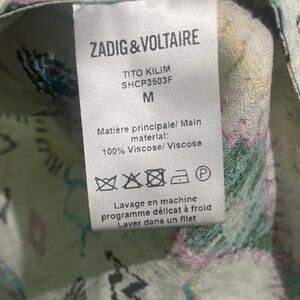 ZADIG&VOLTAIRE
TITO KILIM
SHCP3503F
M
Matière principale/ Main
material:
100% Viscose/ Viscose
P
Lavage en machine
programme délicat à froid
Laver dans un filet